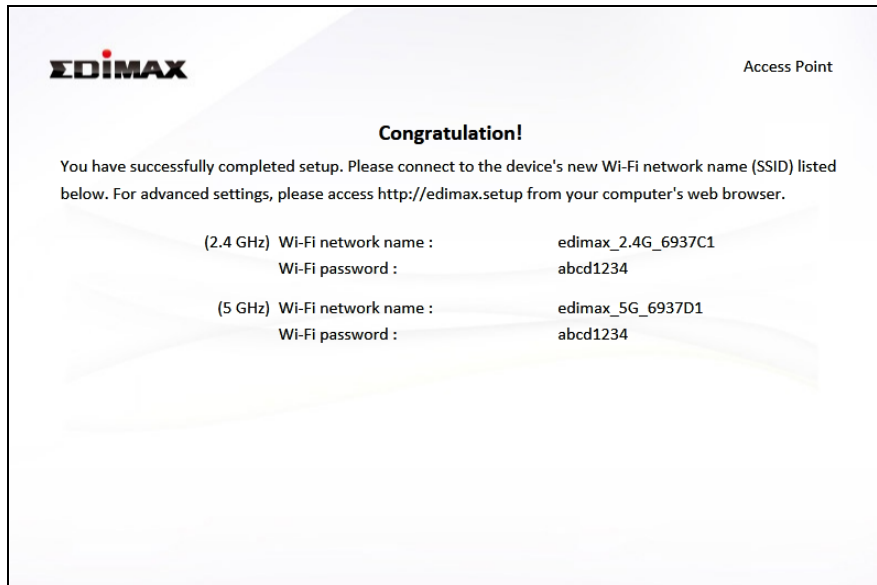 EDIMAX
Access Point
Congratulation!
You have successfully completed setup. Please connect to the device's new Wi-Fi network name (SSID) listed
below. For advanced settings, please access http://edimax.setup from your computer's web browser.
(2.4 GHz) Wi-Fi network name : edimax_2.4G_6937C1
Wi-Fi password : abcd1234
(5 GHz) Wi-Fi network name : edimax_5G_6937D1
Wi-Fi password : abcd1234